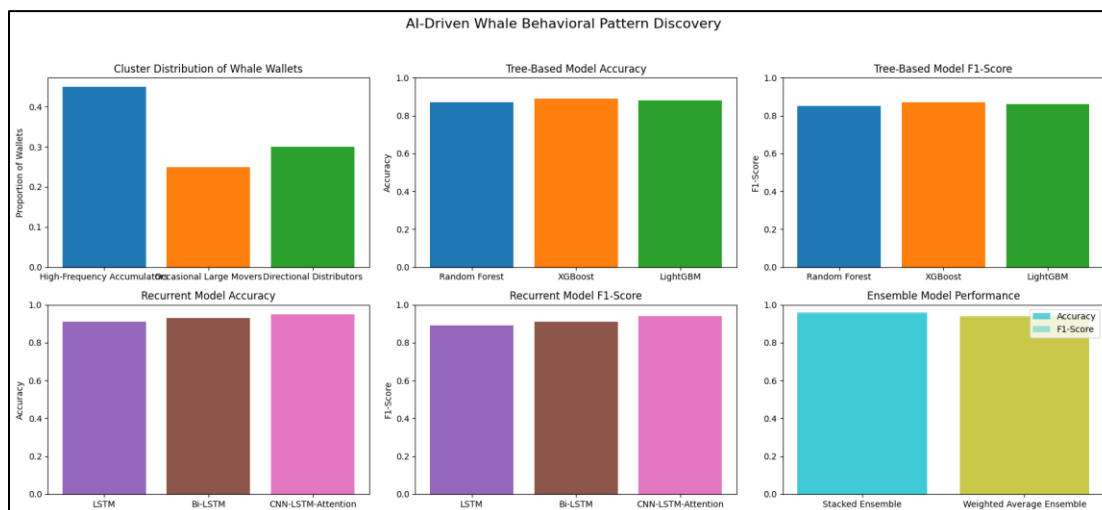 AI-Driven Whale Behavioral Pattern Discovery
Cluster Distribution of Whale Wallets
Proportion of Wallets
0.4
0.3
0.2
0.1
0.0
High-Frequency Accumulators Occasional Large Movers Directional Distributors
Tree-Based Model Accuracy
Accuracy
1.0
0.8
0.6
0.4
0.2
0.0
Random Forest XGBoost LightGBM
Tree-Based Model F1-Score
F1-Score
1.0
0.8
0.6
0.4
0.2
0.0
Random Forest XGBoost LightGBM
Recurrent Model Accuracy
Accuracy
1.0
0.8
0.6
0.4
0.2
0.0
LSTM Bi-LSTM CNN-LSTM-Attention
Recurrent Model F1-Score
F1-Score
1.0
0.8
0.6
0.4
0.2
0.0
LSTM Bi-LSTM CNN-LSTM-Attention
Ensemble Model Performance
Accuracy
F1-Score
1.0
0.8
0.6
0.4
0.2
0.0
Stacked Ensemble Weighted Average Ensemble